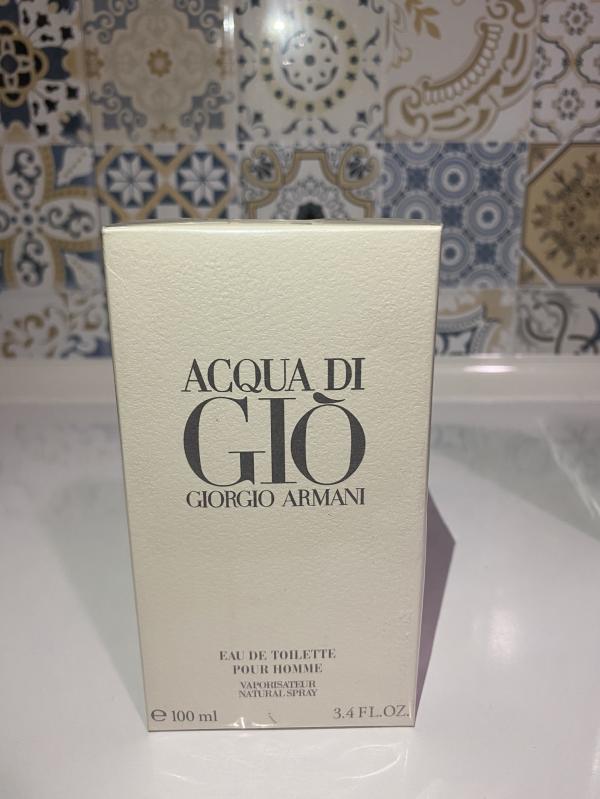 ACQUA DI
GIÒ
GIORGIO ARMANI
EAU DE TOILETTE
POUR HOMME
VAPORISATEUR
NATURAL SPRAY
℮ 100 ml 3.4 FL.OZ.